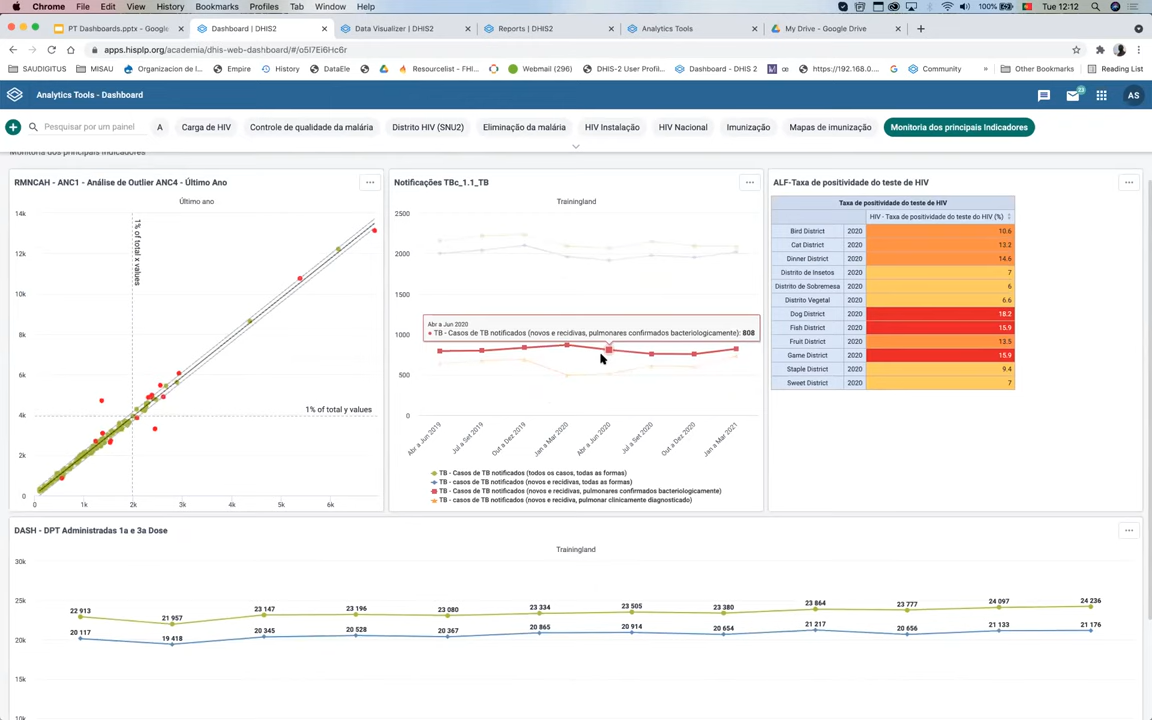 Chrome File Edit View History Bookmarks Profiles Tab Window Help 100% Tue 12:12
PT Dashboards.pptx - Google Dashboard | DHIS2 Data Visualizer | DHIS2 Reports | DHIS2 Analytics Tools My Drive - Google Drive
apps.hisplp.org/academia/dhis-web-dashboard/#/o5I7Ei6Hc6r
SAUDIGITUS MISAU Organizacion de l... Empire History DataEle Resourcelist - FHI... Webmail (296) DHIS-2 User Profil... Dashboard - DHIS 2 https://192.168.0.... Community » Other Bookmarks Reading List
Analytics Tools - Dashboard
23
AS
Pesquisar por um painel A Carga de HIV Controle de qualidade da malária Distrito HIV (SNU2) Eliminação da malária HIV Instalação HIV Nacional Imunização Mapas de imunização Monitoria dos principais Indicadores
Monitoria dos principais Indicadores
RMNCAH - ANC1 - Análise de Outlier ANC4 - Último Ano
Último ano
14k
12k
10k
8k
6k
4k
2k
0
1% of total x values
1% of total y values
0 1k 2k 3k 4k 5k 6k
Notificações TBc_1.1_TB
Trainingland
2500
2000
1500
1000
500
0
Abr a Jun 2020
TB - Casos de TB notificados (novos e recidivas, pulmonares confirmados bacteriologicamente): 808
Abr a Jun 2019 Jul a Set 2019 Out a Dez 2019 Jan a Mar 2020 Abr a Jun 2020 Jul a Set 2020 Out a Dez 2020 Jan a Mar 2021
TB - Casos de TB notificados (todos os casos, todas as formas)
TB - casos de TB notificados (novos e recidivas, todas as formas)
TB - Casos de TB notificados (novos e recidivas, pulmonares confirmados bacteriologicamente)
TB - casos de TB notificados (novos e recidiva, pulmonar clinicamente diagnosticado)
ALF-Taxa de positividade do teste de HIV
Taxa de positividade do teste de HIV
HIV - Taxa de positividade do teste do HIV (%)
Bird District 2020 10.6
Cat District 2020 13.2
Dinner District 2020 14.6
Distrito de Insetos 2020 7
Distrito de Sobremesa 2020 6
Distrito Vegetal 2020 6.6
Dog District 2020 18.2
Fish District 2020 15.9
Fruit District 2020 13.5
Game District 2020 15.9
Staple District 2020 9.4
Sweet District 2020 7
DASH - DPT Administradas 1a e 3a Dose
Trainingland
30k
25k
20k
15k
10k
22 913 21 957 23 147 23 196 23 080 23 334 23 505 23 380 23 864 23 777 24 097 24 236
20 117 19 418 20 345 20 528 20 367 20 865 20 914 20 654 21 217 20 656 21 133 21 176